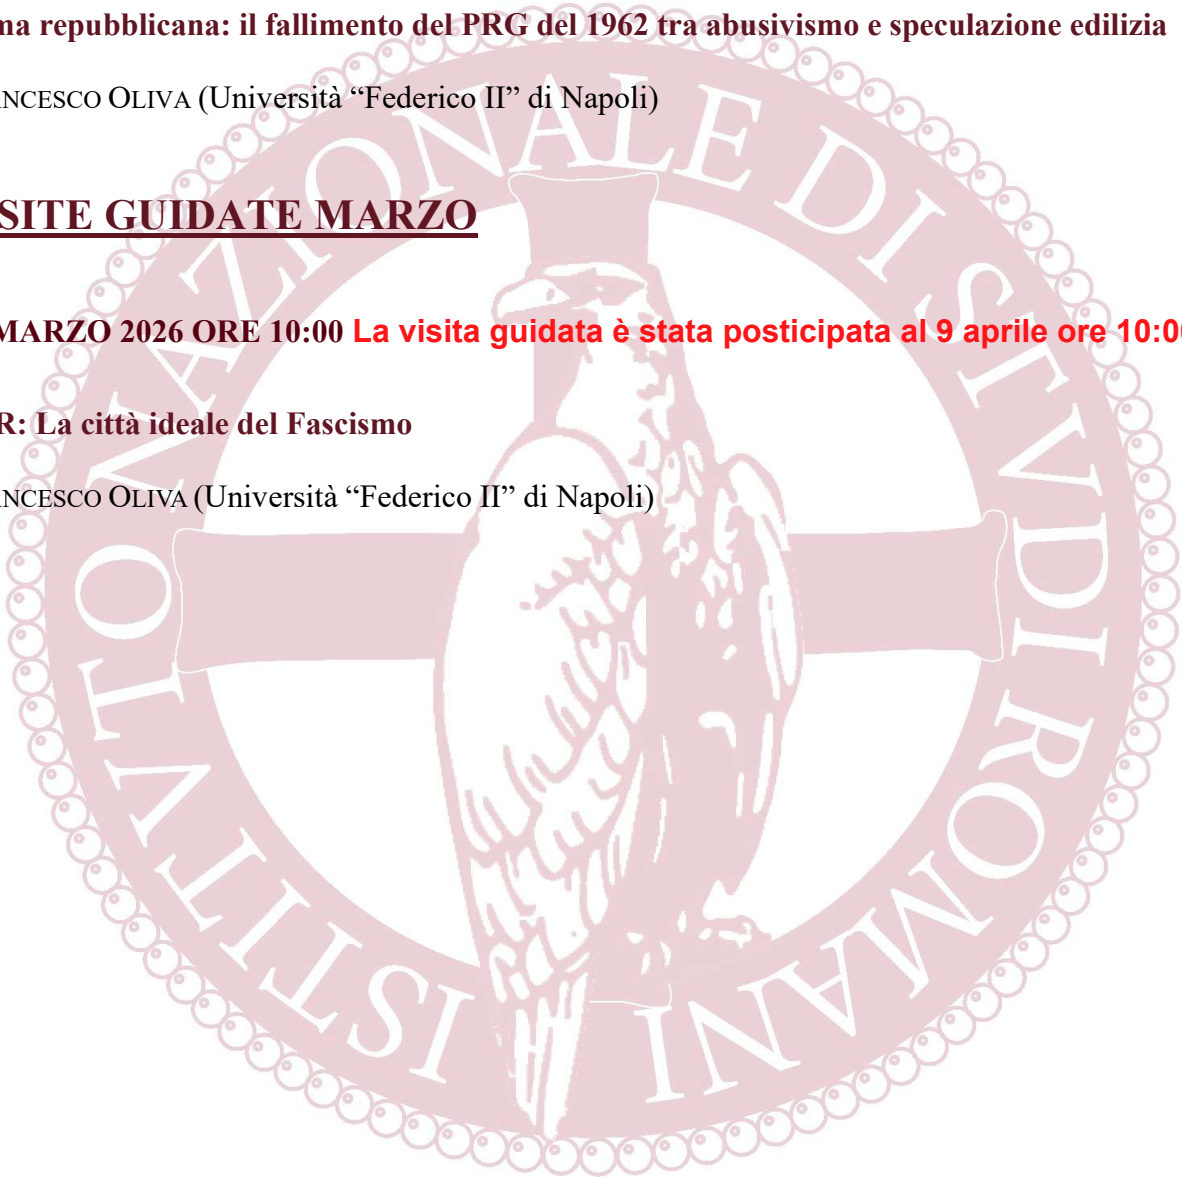 ma repubblicana: il fallimento del PRG del 1962 tra abusivismo e speculazione edilizia
NCESCO OLIVA (Università “Federico II” di Napoli)
SITE GUIDATE MARZO
MARZO 2026 ORE 10:00 La visita guidata è stata posticipata al 9 aprile ore 10:00
R: La città ideale del Fascismo
NCESCO OLIVA (Università “Federico II” di Napoli)
ISTITVTO NAZIONALE DI STVDI ROMANI